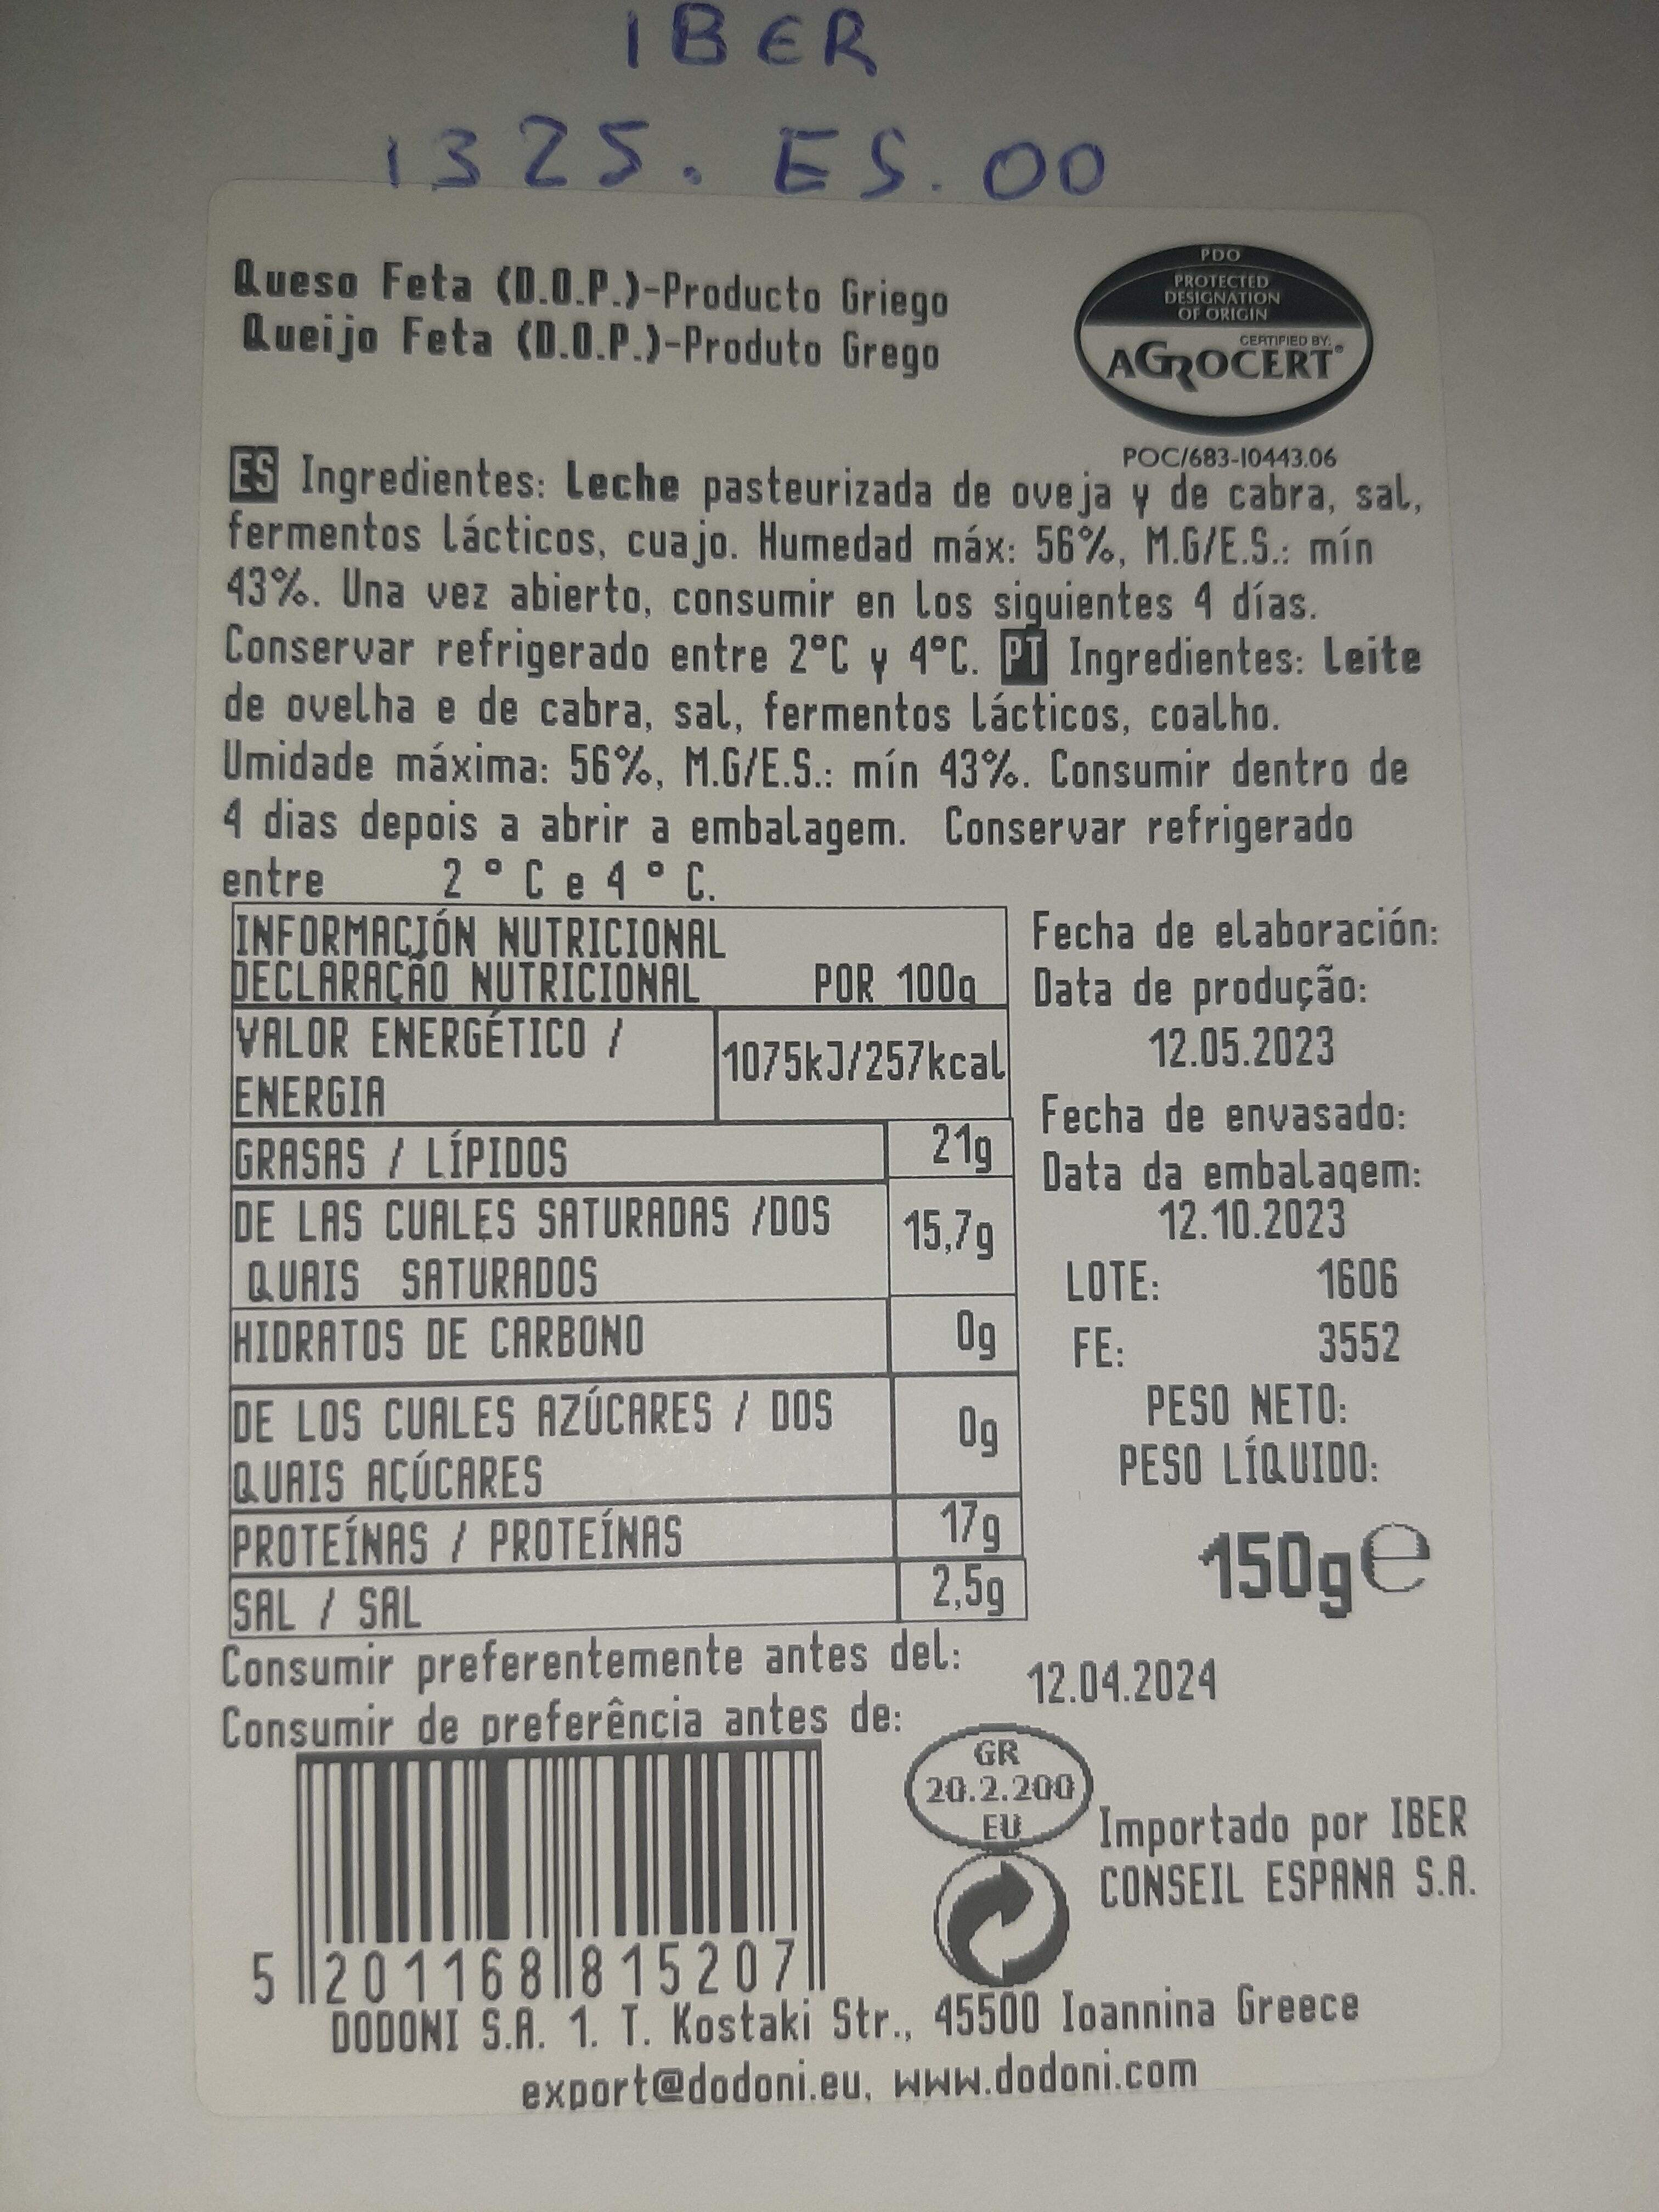 IBER
1325. ES. 00
Queso Feta (D.O.P.)-Producto Griego
Queijo Feta (D.O.P.)-Produto Grego
PDO
PROTECTED
DESIGNATION
OF ORIGIN
CERTIFIED BY:
AGROCERT®
POC/683-10443.06
ES Ingredientes: Leche pasteurizada de oveja y de cabra, sal,
fermentos lácticos, cuajo. Humedad máx: 56%, M.G/E.S.: mín
43%. Una vez abierto, consumir en los siguientes 4 días.
Conservar refrigerado entre 2°C y 4°C. PT Ingredientes: Leite
de ovelha e de cabra, sal, fermentos lácticos, coalho.
Umidade máxima: 56%, M.G/E.S.: mín 43%. Consumir dentro de
4 dias depois a abrir a embalagem. Conservar refrigerado
entre 2 ° C e 4 ° C.
INFORMACIÓN NUTRICIONAL
DECLARAÇÃO NUTRICIONAL POR 100g
VALOR ENERGÉTICO /
ENERGIA
1075kJ/257kcal
GRASAS / LÍPIDOS 21g
DE LAS CUALES SATURADAS /DOS
QUAIS SATURADOS
15,7g
HIDRATOS DE CARBONO 0g
DE LOS CUALES AZÚCARES / DOS
QUAIS AÇÚCARES
0g
PROTEÍNAS / PROTEÍNAS 17g
SAL / SAL 2,5g
Fecha de elaboración:
Data de produção:
12.05.2023
Fecha de envasado:
Data da embalagem:
12.10.2023
LOTE: 1606
FE: 3552
PESO NETO:
PESO LÍQUIDO:
150g e
Consumir preferentemente antes del:
Consumir de preferência antes de:
12.04.2024
GR
20.2.200
EU
Importado por IBER
CONSEIL ESPANA S.A.
5 201168 815207
DODONI S.A. 1. T. Kostaki Str., 45500 Ioannina Greece
export@dodoni.eu, www.dodoni.com